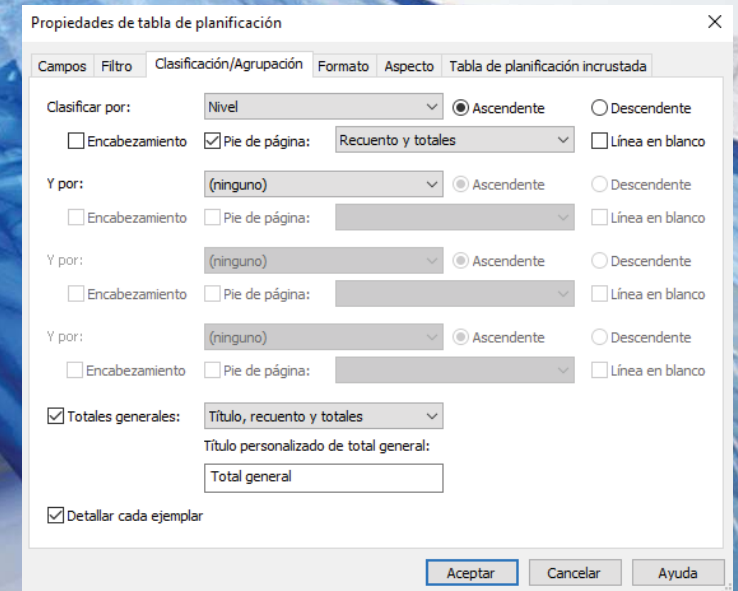 Propiedades de tabla de planificación
Campos Filtro Clasificación/Agrupación Formato Aspecto Tabla de planificación incrustada
Clasificar por: Nivel Ascendente Descendente
Encabezamiento Pie de página: Recuento y totales Línea en blanco
Y por: (ninguno) Ascendente Descendente
Encabezamiento Pie de página: Línea en blanco
Y por: (ninguno) Ascendente Descendente
Encabezamiento Pie de página: Línea en blanco
Y por: (ninguno) Ascendente Descendente
Encabezamiento Pie de página: Línea en blanco
Totales generales: Título, recuento y totales
Título personalizado de total general:
Total general
Detallar cada ejemplar
Aceptar Cancelar Ayuda